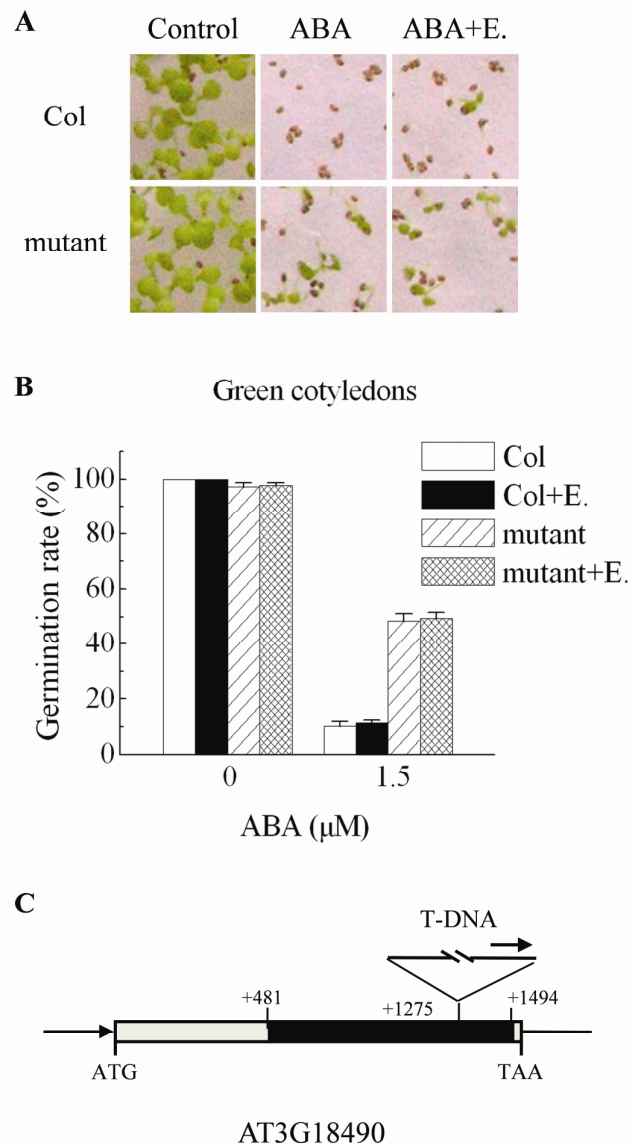 A
Control ABA ABA+E.
Col
mutant
B
Green cotyledons
Germination rate (%)
100
80
60
40
20
0
Col
Col+E.
mutant
mutant+E.
0 1.5
ABA (μM)
C
T-DNA
+481 +1275 +1494
ATG TAA
AT3G18490